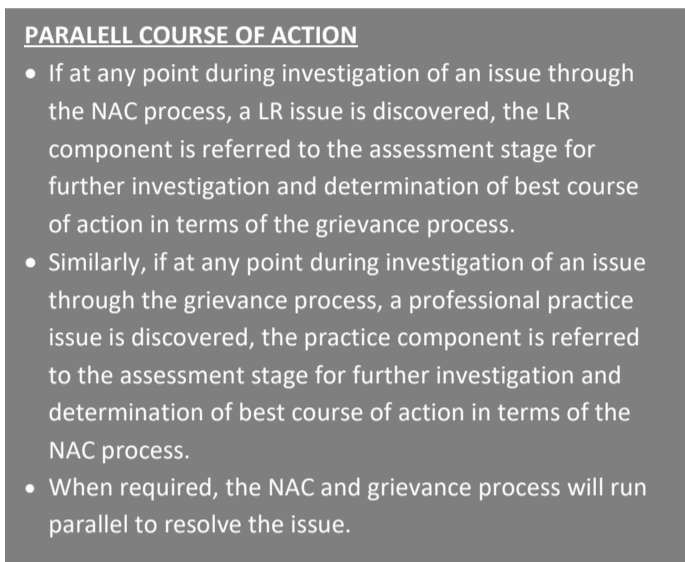 PARALELL COURSE OF ACTION
• If at any point during investigation of an issue through
the NAC process, a LR issue is discovered, the LR
component is referred to the assessment stage for
further investigation and determination of best course
of action in terms of the grievance process.
• Similarly, if at any point during investigation of an issue
through the grievance process, a professional practice
issue is discovered, the practice component is referred
to the assessment stage for further investigation and
determination of best course of action in terms of the
NAC process.
• When required, the NAC and grievance process will run
parallel to resolve the issue.